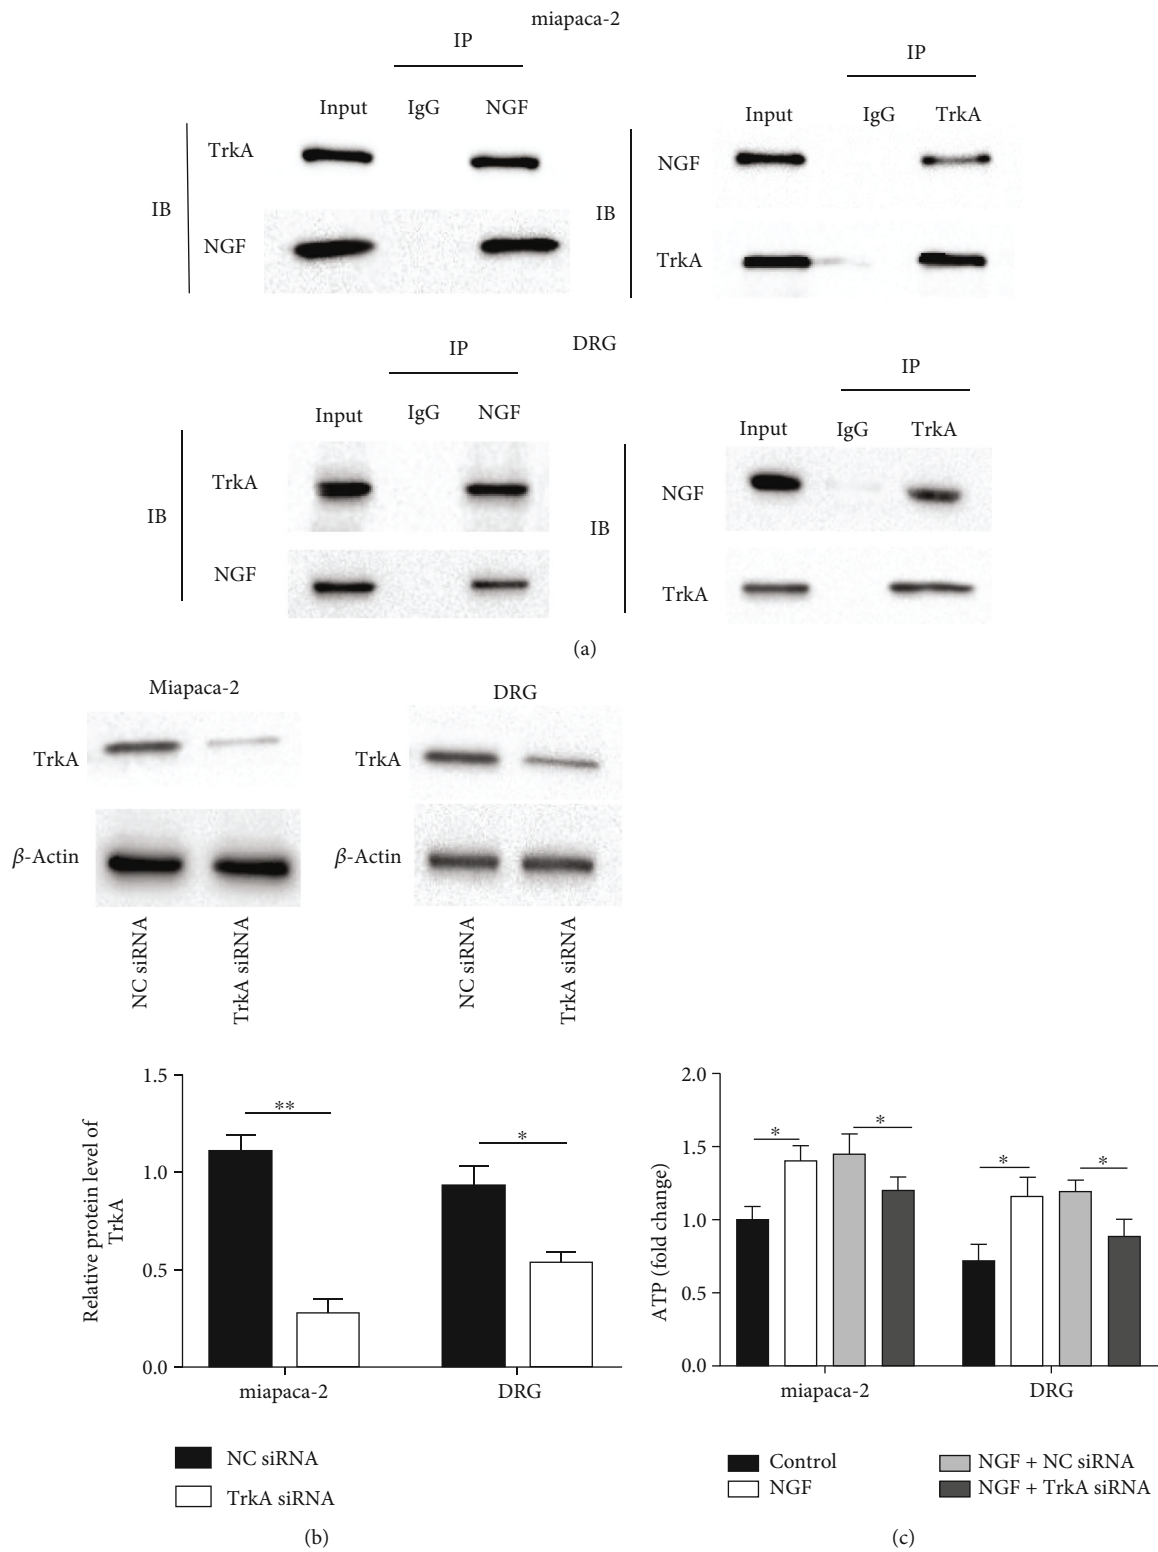 miapaca-2
IP
IP
Input IgG NGF
Input IgG TrkA
TrkA
NGF
IB
IB
NGF
TrkA
DRG
IP
IP
Input IgG NGF
Input IgG TrkA
TrkA
NGF
IB
IB
NGF
TrkA
(a)
Miapaca-2
DRG
TrkA
TrkA
β-Actin
β-Actin
NC siRNA
TrkA siRNA
NC siRNA
TrkA siRNA
Relative protein level of
TrkA
1.5
1.0
0.5
0.0
**
*
miapaca-2 DRG
NC siRNA
TrkA siRNA
(b)
ATP (fold change)
2.0
1.5
1.0
0.5
0.0
*
*
*
*
miapaca-2 DRG
Control
NGF
NGF + NC siRNA
NGF + TrkA siRNA
(c)